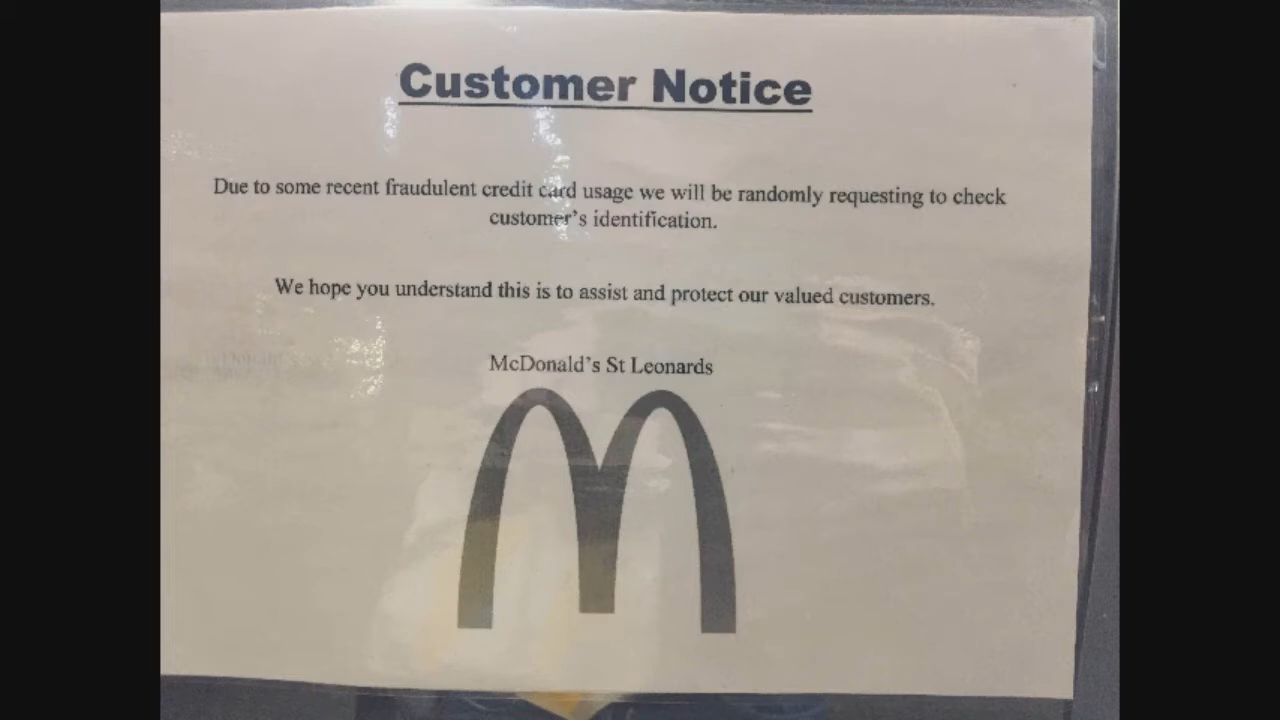 Customer Notice
Due to some recent fraudulent credit card usage we will be randomly requesting to check
customer's identification.
We hope you understand this is to assist and protect our valued customers.
McDonald's St Leonards